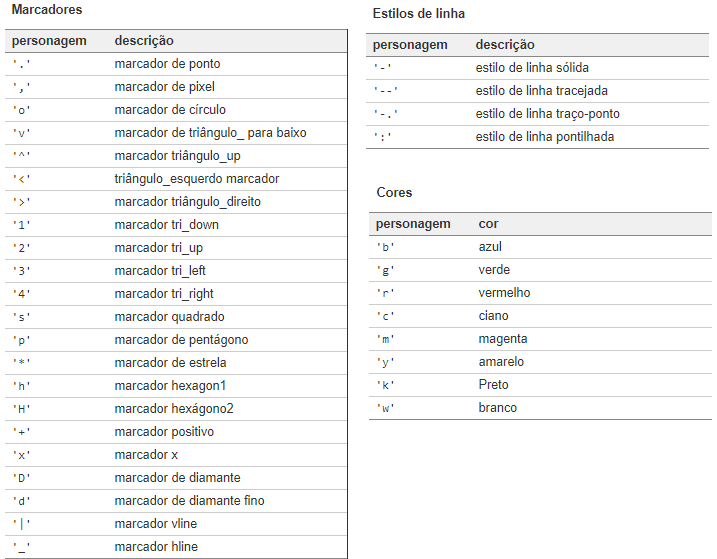 Marcadores
personagem descrição
'.' marcador de ponto
',' marcador de pixel
'o' marcador de círculo
'v' marcador de triângulo_ para baixo
'^' marcador triângulo_up
'<' triângulo_esquerdo marcador
'>' marcador triângulo_direito
'1' marcador tri_down
'2' marcador tri_up
'3' marcador tri_left
'4' marcador tri_right
's' marcador quadrado
'p' marcador de pentágono
'*' marcador de estrela
'h' marcador hexagon1
'H' marcador hexágono2
'+' marcador positivo
'x' marcador x
'D' marcador de diamante
'd' marcador de diamante fino
'|' marcador vline
'_' marcador hline
Estilos de linha
personagem descrição
'-' estilo de linha sólida
'--' estilo de linha tracejada
'-.' estilo de linha traço-ponto
':' estilo de linha pontilhada
Cores
personagem cor
'b' azul
'g' verde
'r' vermelho
'c' ciano
'm' magenta
'y' amarelo
'k' Preto
'w' branco